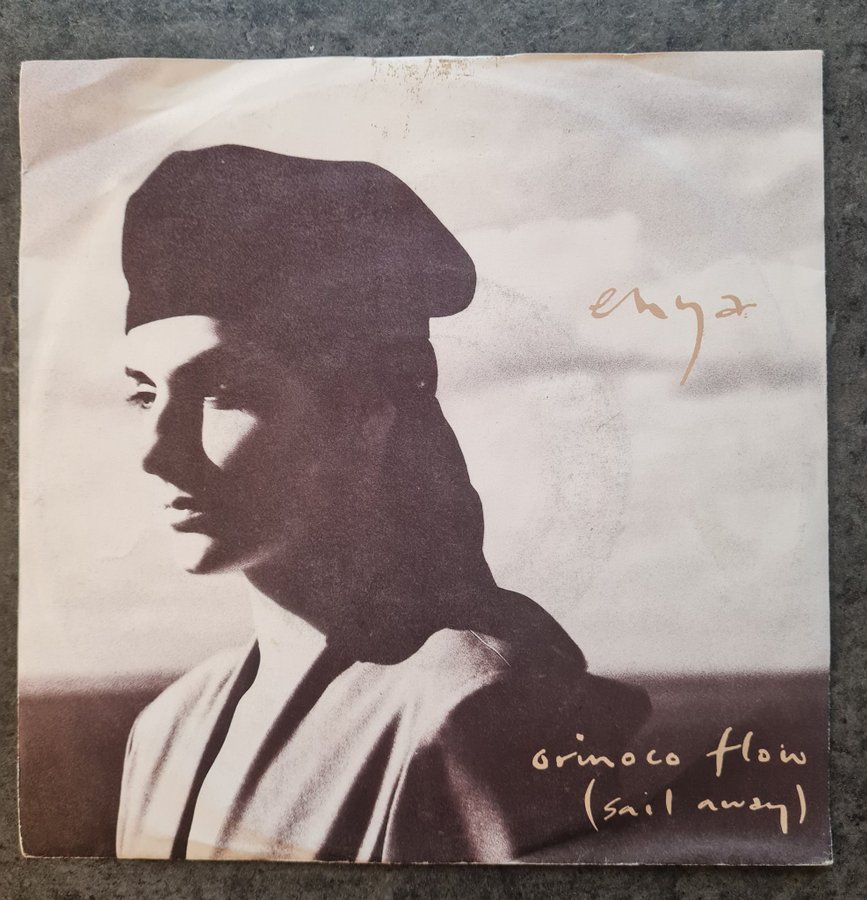 enya
orinoco flow
(sail away)